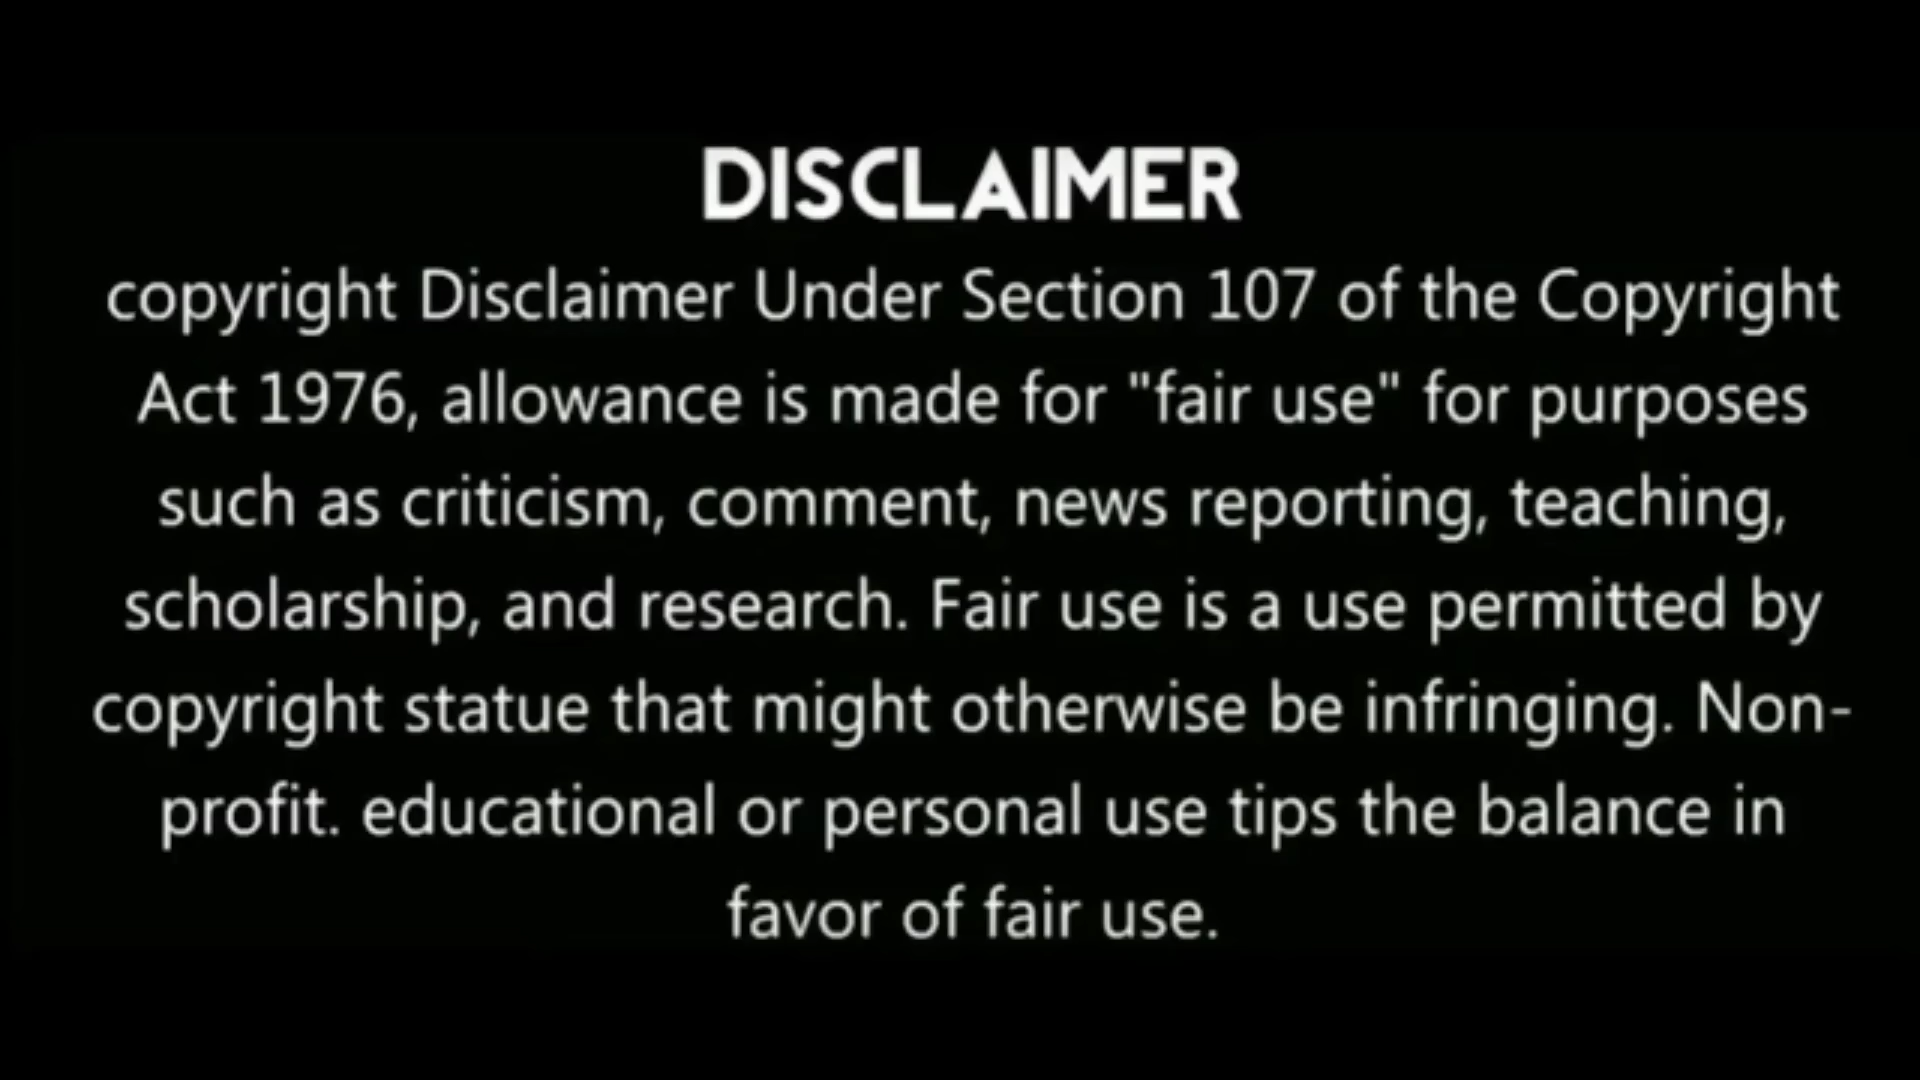 DISCLAIMER
copyright Disclaimer Under Section 107 of the Copyright
Act 1976, allowance is made for "fair use" for purposes
such as criticism, comment, news reporting, teaching,
scholarship, and research. Fair use is a use permitted by
copyright statue that might otherwise be infringing. Non-
profit. educational or personal use tips the balance in
favor of fair use.